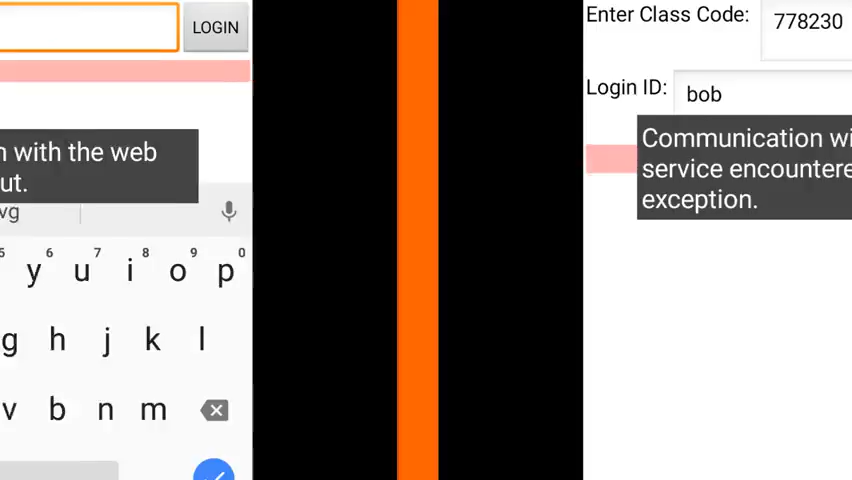 LOGIN
with the web
ut.
vg
5 6 7 8 9 0
y u i o p
g h j k l
v b n m
Enter Class Code: 778230
Login ID: bob
Communication wi
service encountere
exception.